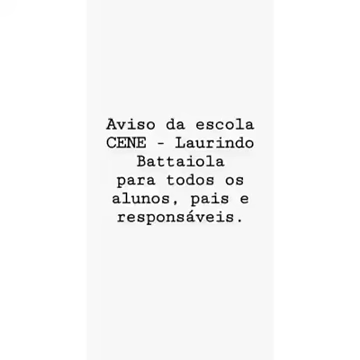 Aviso da escola
CENE - Laurindo
Battaiola
para todos os
alunos, pais e
responsáveis.